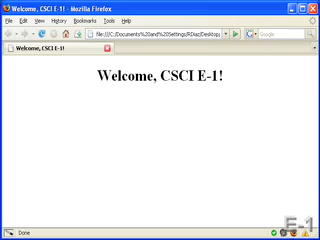 Welcome, CSCI E-1! - Mozilla Firefox
File Edit View History Bookmarks Tools Help
file:///C:/Documents%20and%20Settings/RDiaz/Desktop
Google
Welcome, CSCI E-1!
Welcome, CSCI E-1!
E-1
Done